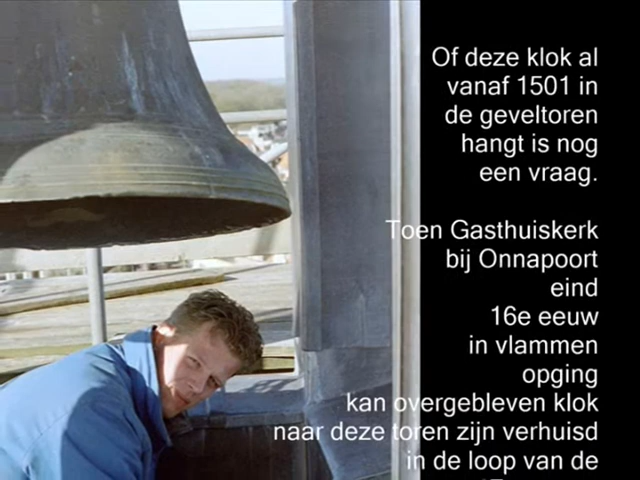 Of deze klok al
vanaf 1501 in
de geveltoren
hangt is nog
een vraag.
Toen Gasthuiskerk
bij Onnapoort
eind
16e eeuw
in vlammen
opging
kan overgebleven klok
naar deze toren zijn verhuisd
in de loop van de